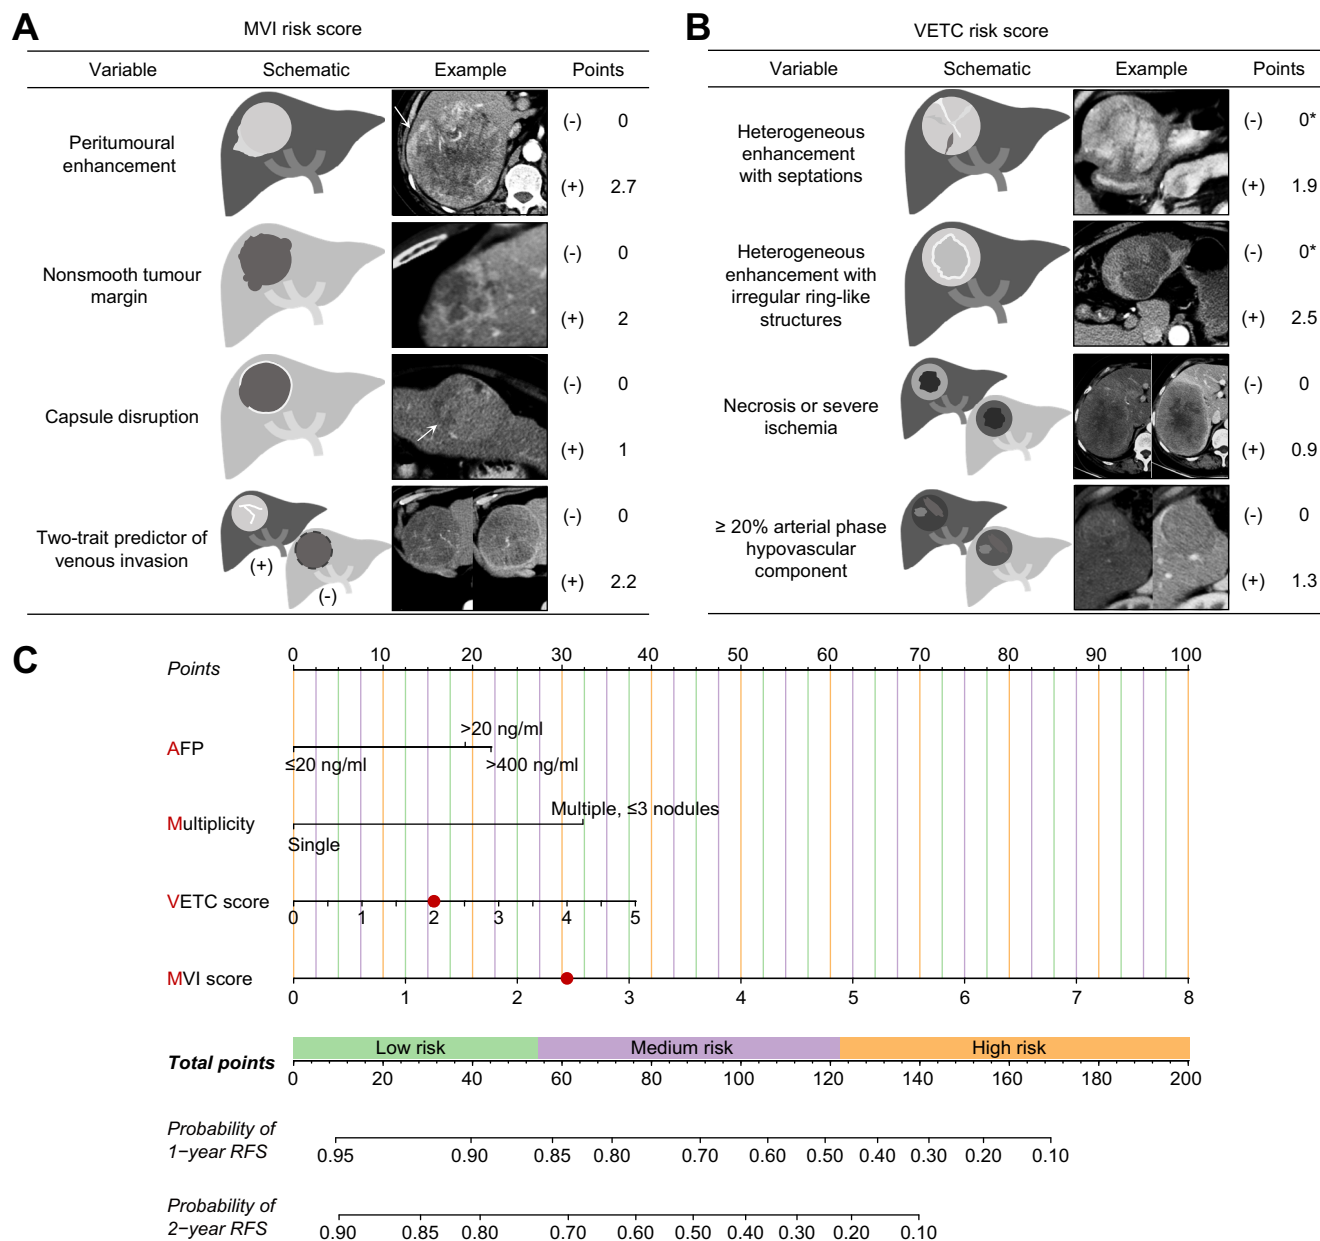 A
MVI risk score
Variable Schematic Example Points
Peritumoural
enhancement
(-) 0
(+) 2.7
Nonsmooth tumour
margin
(-) 0
(+) 2
Capsule disruption
(-) 0
(+) 1
Two-trait predictor of
venous invasion
(+)
(-)
(-) 0
(+) 2.2
B
VETC risk score
Variable Schematic Example Points
Heterogeneous
enhancement
with septations
(-) 0*
(+) 1.9
Heterogeneous
enhancement with
irregular ring-like
structures
(-) 0*
(+) 2.5
Necrosis or severe
ischemia
(-) 0
(+) 0.9
≥ 20% arterial phase
hypovascular
component
(-) 0
(+) 1.3
C
Points 0 10 20 30 40 50 60 70 80 90 100
>20 ng/ml
AFP
≤20 ng/ml >400 ng/ml
Multiple, ≤3 nodules
Multiplicity
Single
VETC score
0 1 2 3 4 5
MVI score
0 1 2 3 4 5 6 7 8
Low risk Medium risk High risk
Total points
0 20 40 60 80 100 120 140 160 180 200
Probability of
1−year RFS
0.95 0.90 0.85 0.80 0.70 0.60 0.50 0.40 0.30 0.20 0.10
Probability of
2−year RFS
0.90 0.85 0.80 0.70 0.60 0.50 0.40 0.30 0.20 0.10